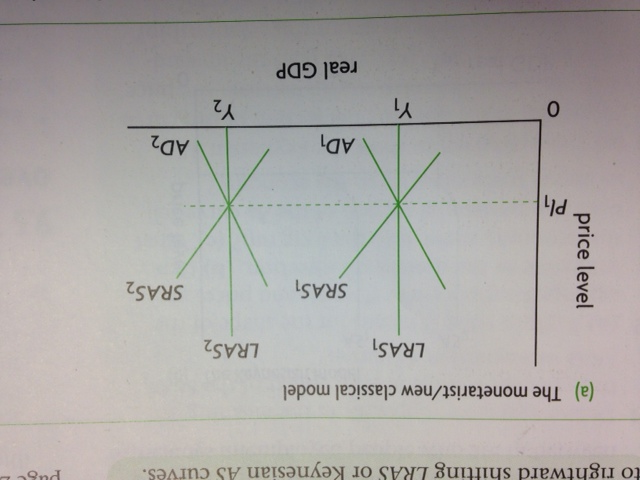 to rightward shifting LRAS or Keynesian AS curves.
page
(a) The monetarist/new classical model
price level
LRAS₁
LRAS₂
SRAS₁
SRAS₂
Pl₁
AD₁
AD₂
0
Y₁
Y₂
real GDP